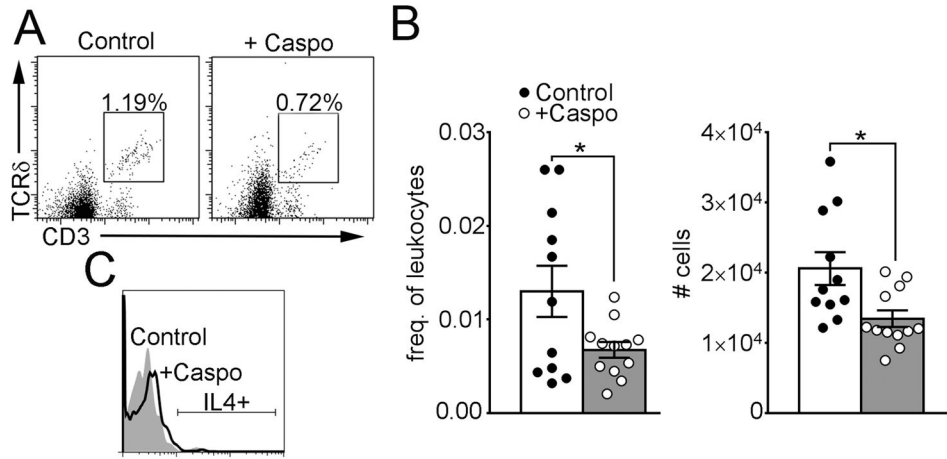 A
Control
+ Caspo
1.19%
0.72%
TCRδ
CD3
B
● Control
○ +Caspo
freq. of leukocytes
0.03
0.02
0.01
0.00
*
# cells
4×10⁴
3×10⁴
2×10⁴
1×10⁴
0
*
C
Control
+Caspo
IL4+